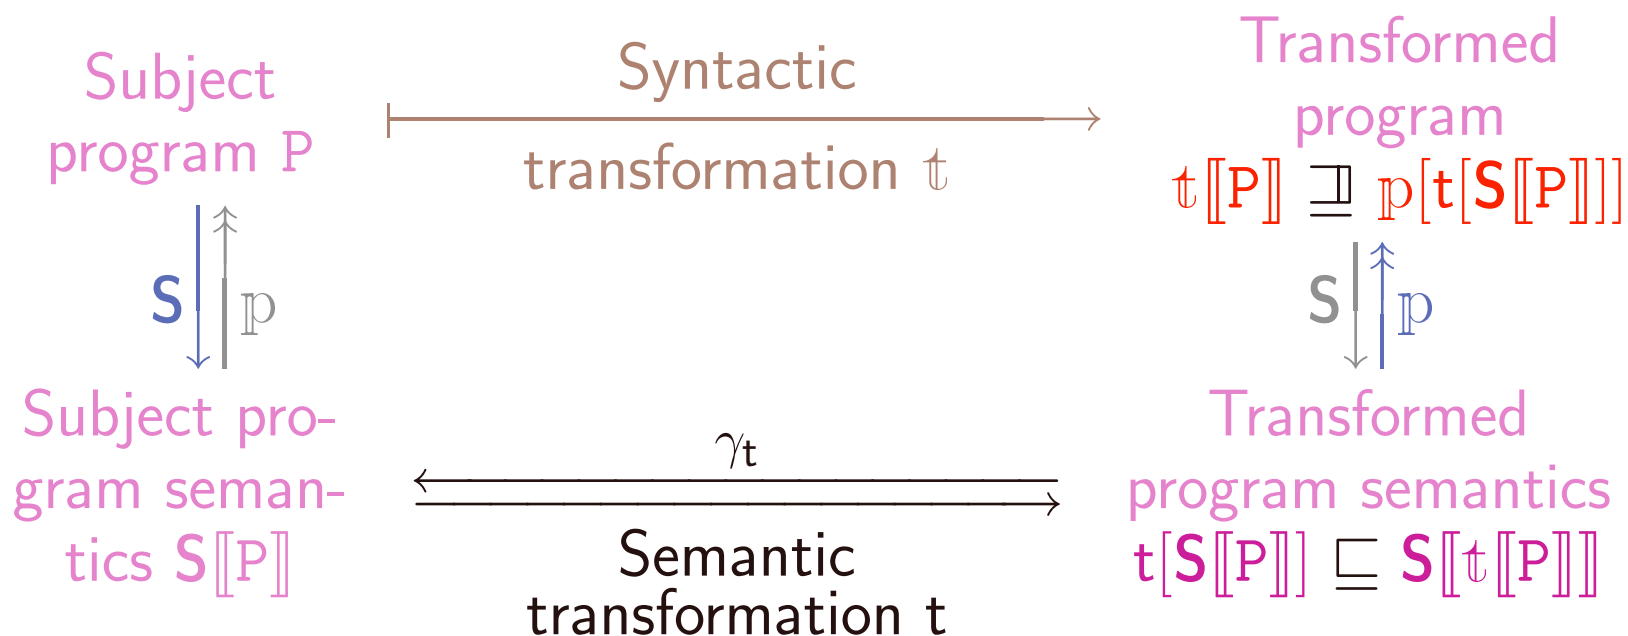 Subject
program P
Syntactic
transformation 𝕥
Transformed
program
𝕥⟦P⟧ ⊒ 𝕡[t[S⟦P⟧]]
S
𝕡
S
𝕡
Subject pro-
gram seman-
tics S⟦P⟧
γt
Semantic
transformation t
Transformed
program semantics
t[S⟦P⟧] ⊑ S⟦𝕥⟦P⟧⟧